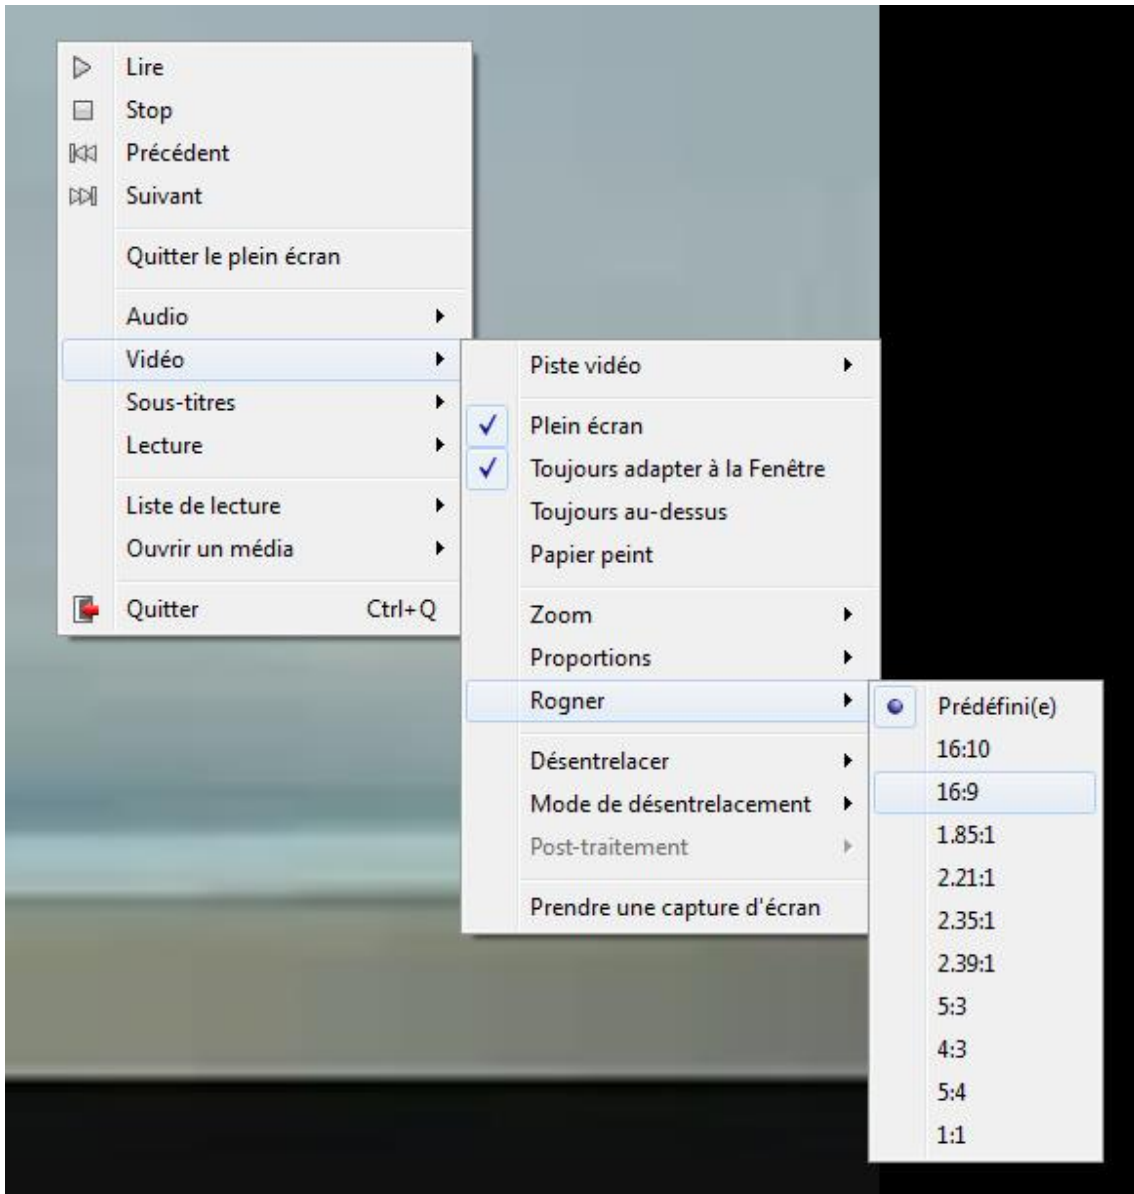 Lire
Stop
Précédent
Suivant
Quitter le plein écran
Audio
Vidéo
Sous-titres
Lecture
Liste de lecture
Ouvrir un média
Quitter Ctrl+Q
Piste vidéo
Plein écran
Toujours adapter à la Fenêtre
Toujours au-dessus
Papier peint
Zoom
Proportions
Rogner
Désentrelacer
Mode de désentrelacement
Post-traitement
Prendre une capture d'écran
Prédéfini(e)
16:10
16:9
1.85:1
2.21:1
2.35:1
2.39:1
5:3
4:3
5:4
1:1